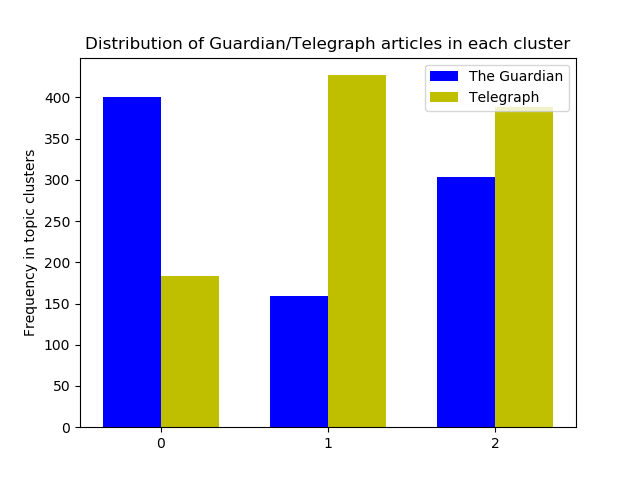 Distribution of Guardian/Telegraph articles in each cluster
The Guardian
Telegraph
Frequency in topic clusters
400
350
300
250
200
150
100
50
0
0 1 2